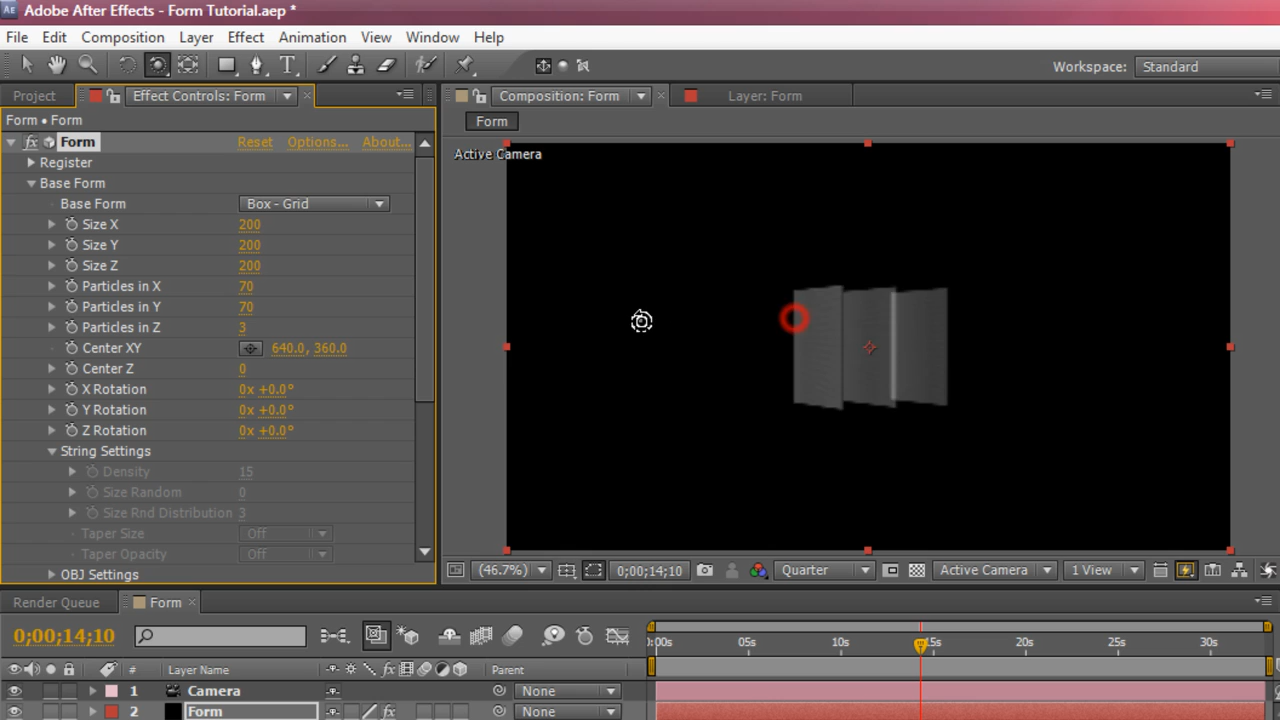 Adobe After Effects - Form Tutorial.aep *
File Edit Composition Layer Effect Animation View Window Help
Workspace: Standard
Project Effect Controls: Form Composition: Form Layer: Form
Form • Form
Form
Active Camera
Form Reset Options... About...
Register
Base Form
Base Form Box - Grid
Size X 200
Size Y 200
Size Z 200
Particles in X 70
Particles in Y 70
Particles in Z 3
Center XY 640.0, 360.0
Center Z 0
X Rotation 0x +0.0°
Y Rotation 0x +0.0°
Z Rotation 0x +0.0°
String Settings
Density 15
Size Random 0
Size Rnd Distribution 3
Taper Size Off
Taper Opacity Off
OBJ Settings
(46.7%) 0;00;14;10 Quarter Active Camera 1 View
Render Queue Form
0;00;14;10
0:00s 05s 10s 15s 20s 25s 30s
# Layer Name Parent
1 Camera None
2 Form None